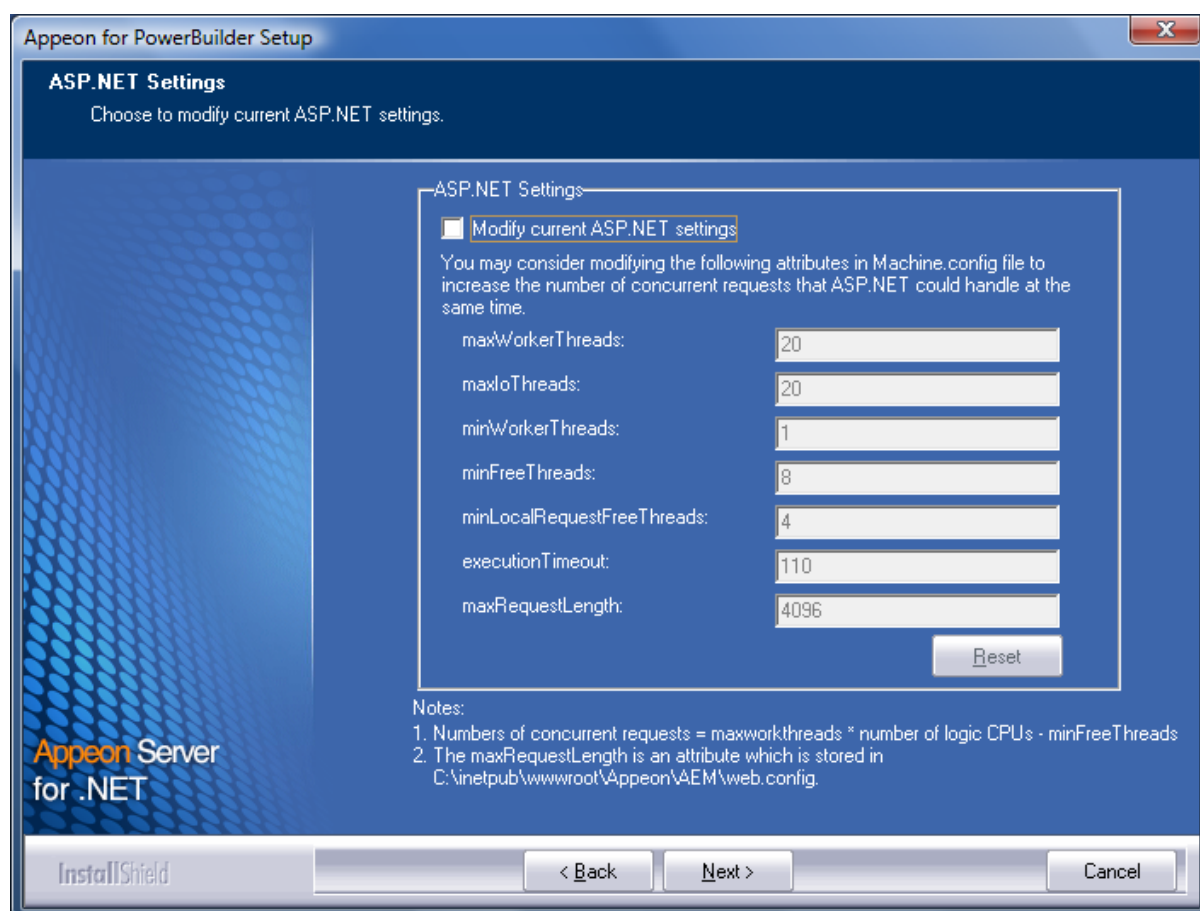 Appeon for PowerBuilder Setup
ASP.NET Settings
Choose to modify current ASP.NET settings.
ASP.NET Settings
Modify current ASP.NET settings
You may consider modifying the following attributes in Machine.config file to
increase the number of concurrent requests that ASP.NET could handle at the
same time.
maxWorkerThreads: 20
maxIoThreads: 20
minWorkerThreads: 1
minFreeThreads: 8
minLocalRequestFreeThreads: 4
executionTimeout: 110
maxRequestLength: 4096
Reset
Notes:
1. Numbers of concurrent requests = maxworkthreads * number of logic CPUs - minFreeThreads
2. The maxRequestLength is an attribute which is stored in
C:\inetpub\wwwroot\Appeon\AEM\web.config.
Appeon Server
for .NET
InstallShield
< Back
Next >
Cancel